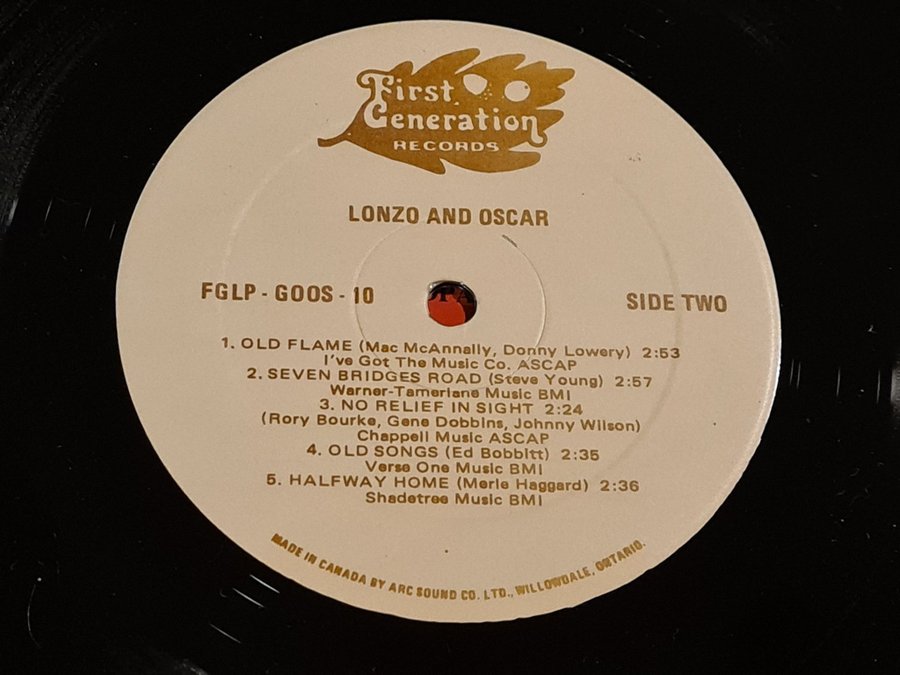 First
Generation
RECORDS
LONZO AND OSCAR
FGLP - GOOS - 10
SIDE TWO
1. OLD FLAME (Mac McAnnally, Donny Lowery) 2:53
I've Got The Music Co. ASCAP
2. SEVEN BRIDGES ROAD (Steve Young) 2:57
Warner-Tamerlane Music BMI
3. NO RELIEF IN SIGHT 2:24
(Rory Bourke, Gene Dobbins, Johnny Wilson)
Chappell Music ASCAP
4. OLD SONGS (Ed Bobbitt) 2:35
Verse One Music BMI
5. HALFWAY HOME (Merle Haggard) 2:36
Shadetree Music BMI
MADE IN CANADA BY ARC SOUND CO. LTD., WILLOWDALE, ONTARIO.